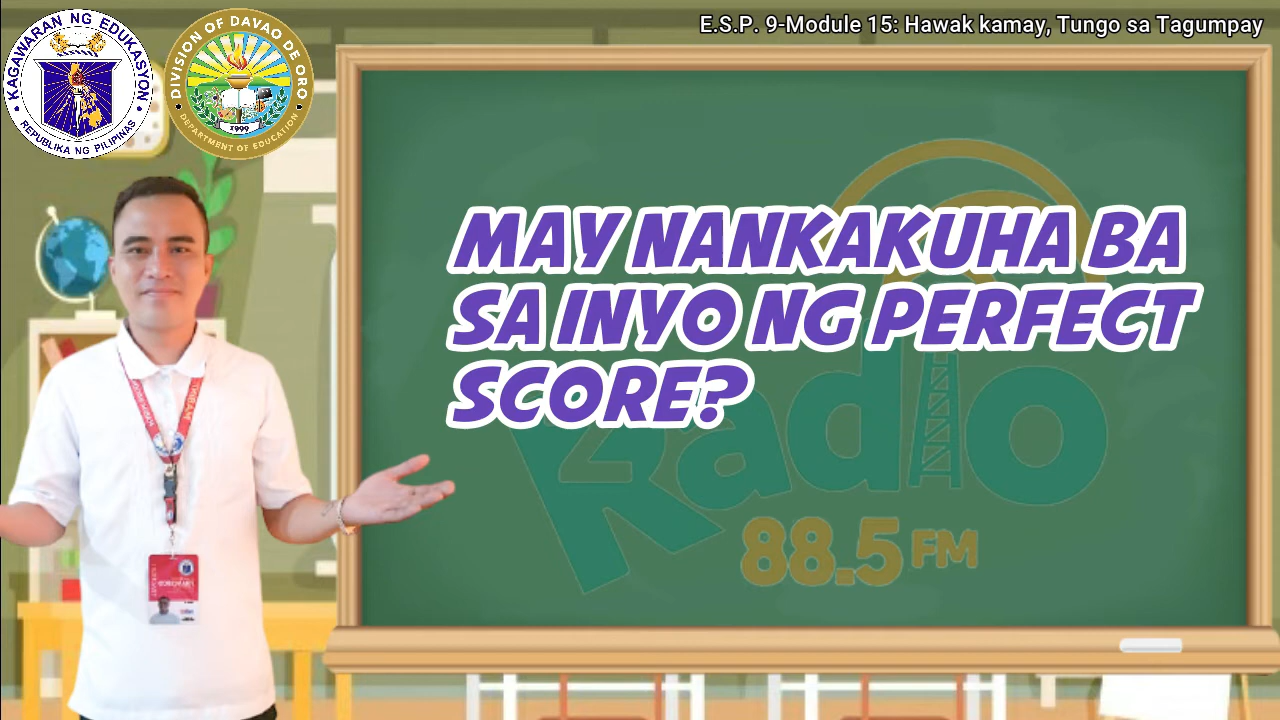 E.S.P. 9-Module 15: Hawak kamay, Tungo sa Tagumpay
KAGAWARAN NG EDUKASYON
REPUBLIKA NG PILIPINAS
DIVISION OF DAVAO DE ORO
1999
DEPARTMENT OF EDUCATION
MAY NANKAKUHA BA
SA INYO NG PERFECT
SCORE?
Radio
88.5 FM